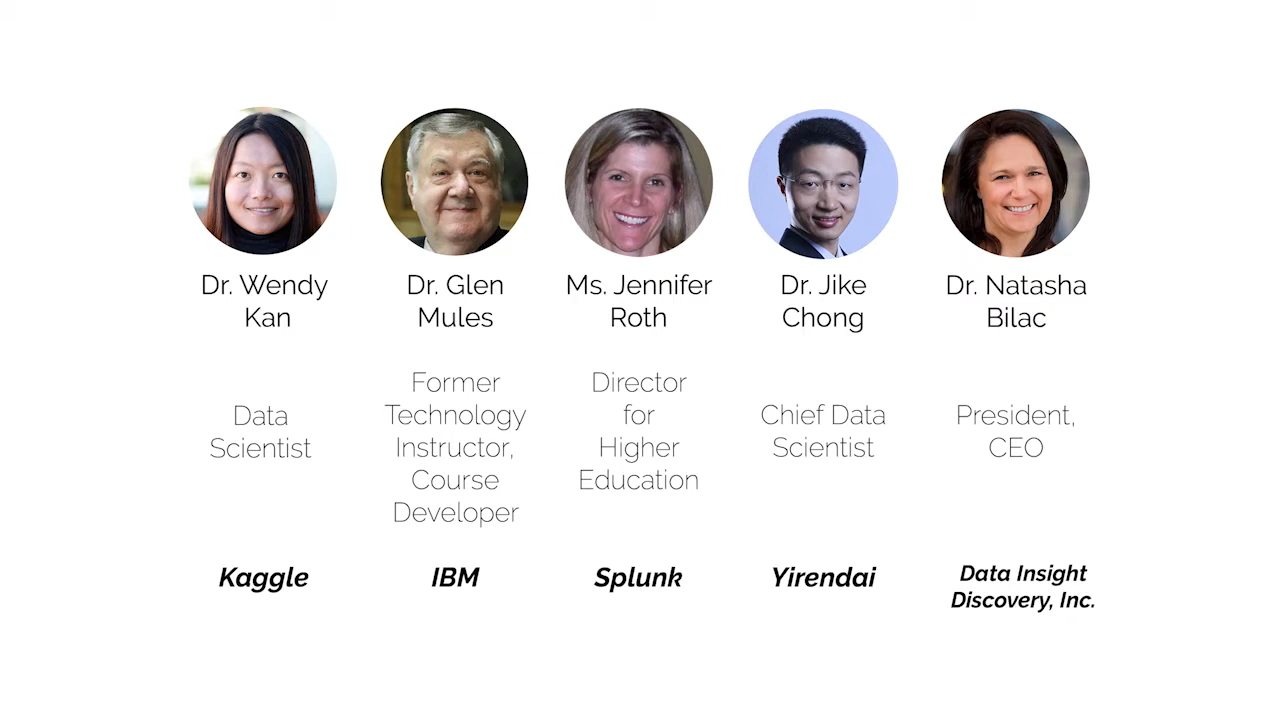 Dr. Wendy
Kan
Data
Scientist
Kaggle
Dr. Glen
Mules
Former
Technology
Instructor,
Course
Developer
IBM
Ms. Jennifer
Roth
Director
for
Higher
Education
Splunk
Dr. Jike
Chong
Chief Data
Scientist
Yirendai
Dr. Natasha
Bilac
President,
CEO
Data Insight
Discovery, Inc.